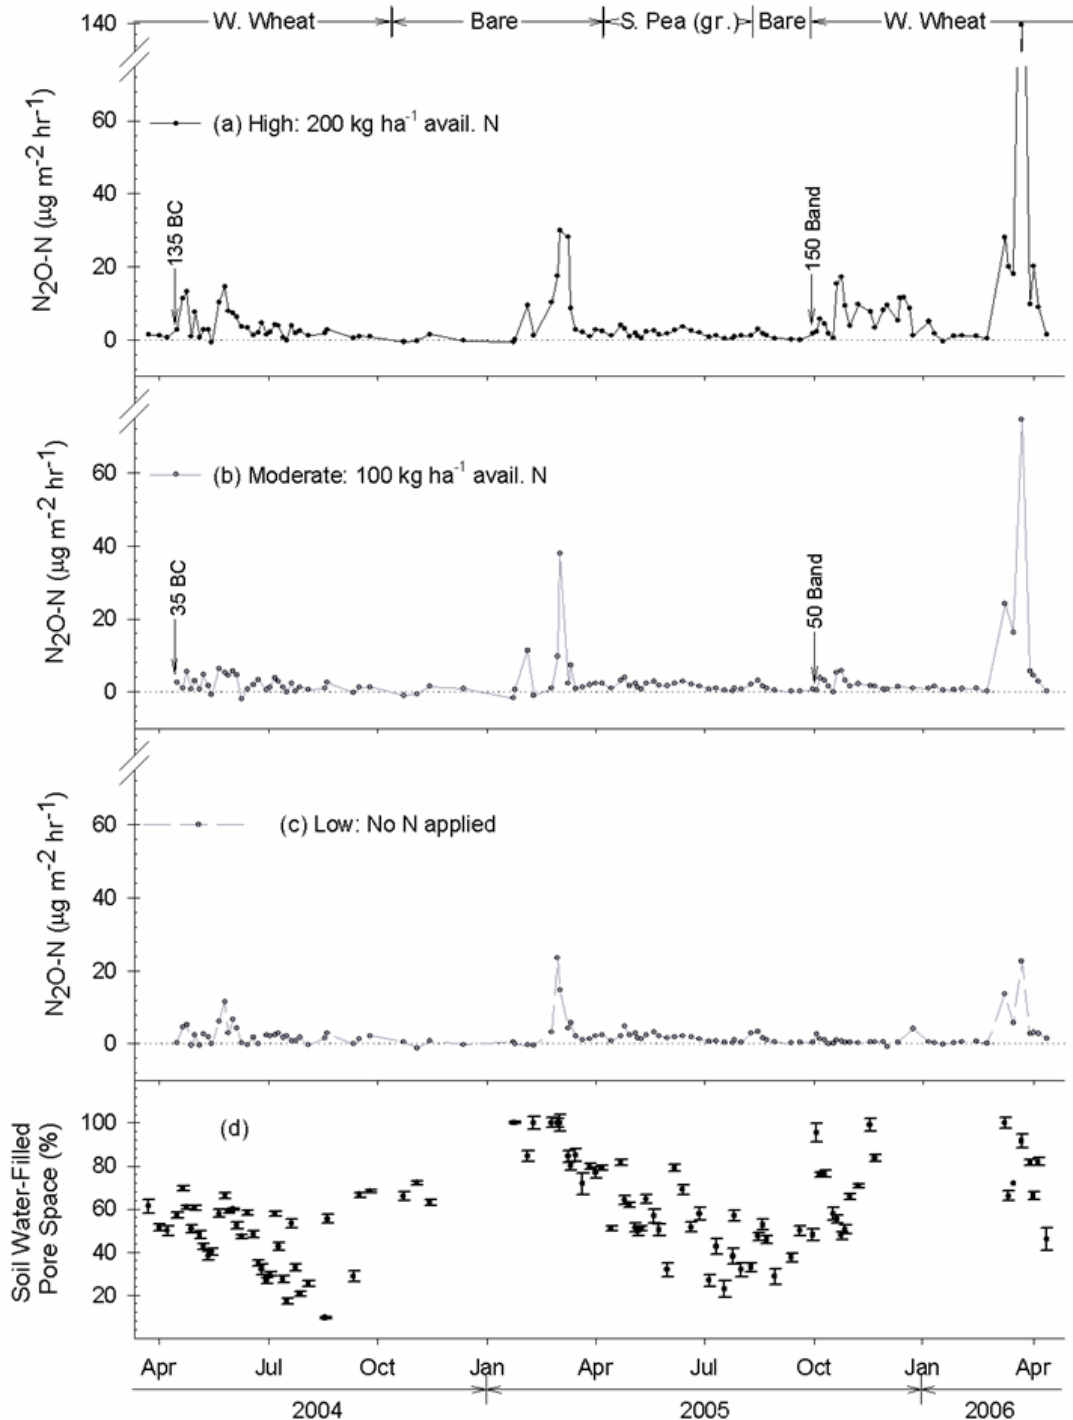 W. Wheat Bare S. Pea (gr.) Bare W. Wheat
140
60
40
20
0
N2O-N (µg m-2 hr-1)
(a) High: 200 kg ha-1 avail. N
135 BC
150 Band
60
40
20
0
N2O-N (µg m-2 hr-1)
(b) Moderate: 100 kg ha-1 avail. N
35 BC
50 Band
60
40
20
0
N2O-N (µg m-2 hr-1)
(c) Low: No N applied
100
80
60
40
20
Soil Water-Filled
Pore Space (%)
(d)
Apr Jul Oct Jan Apr Jul Oct Jan Apr
2004 2005 2006